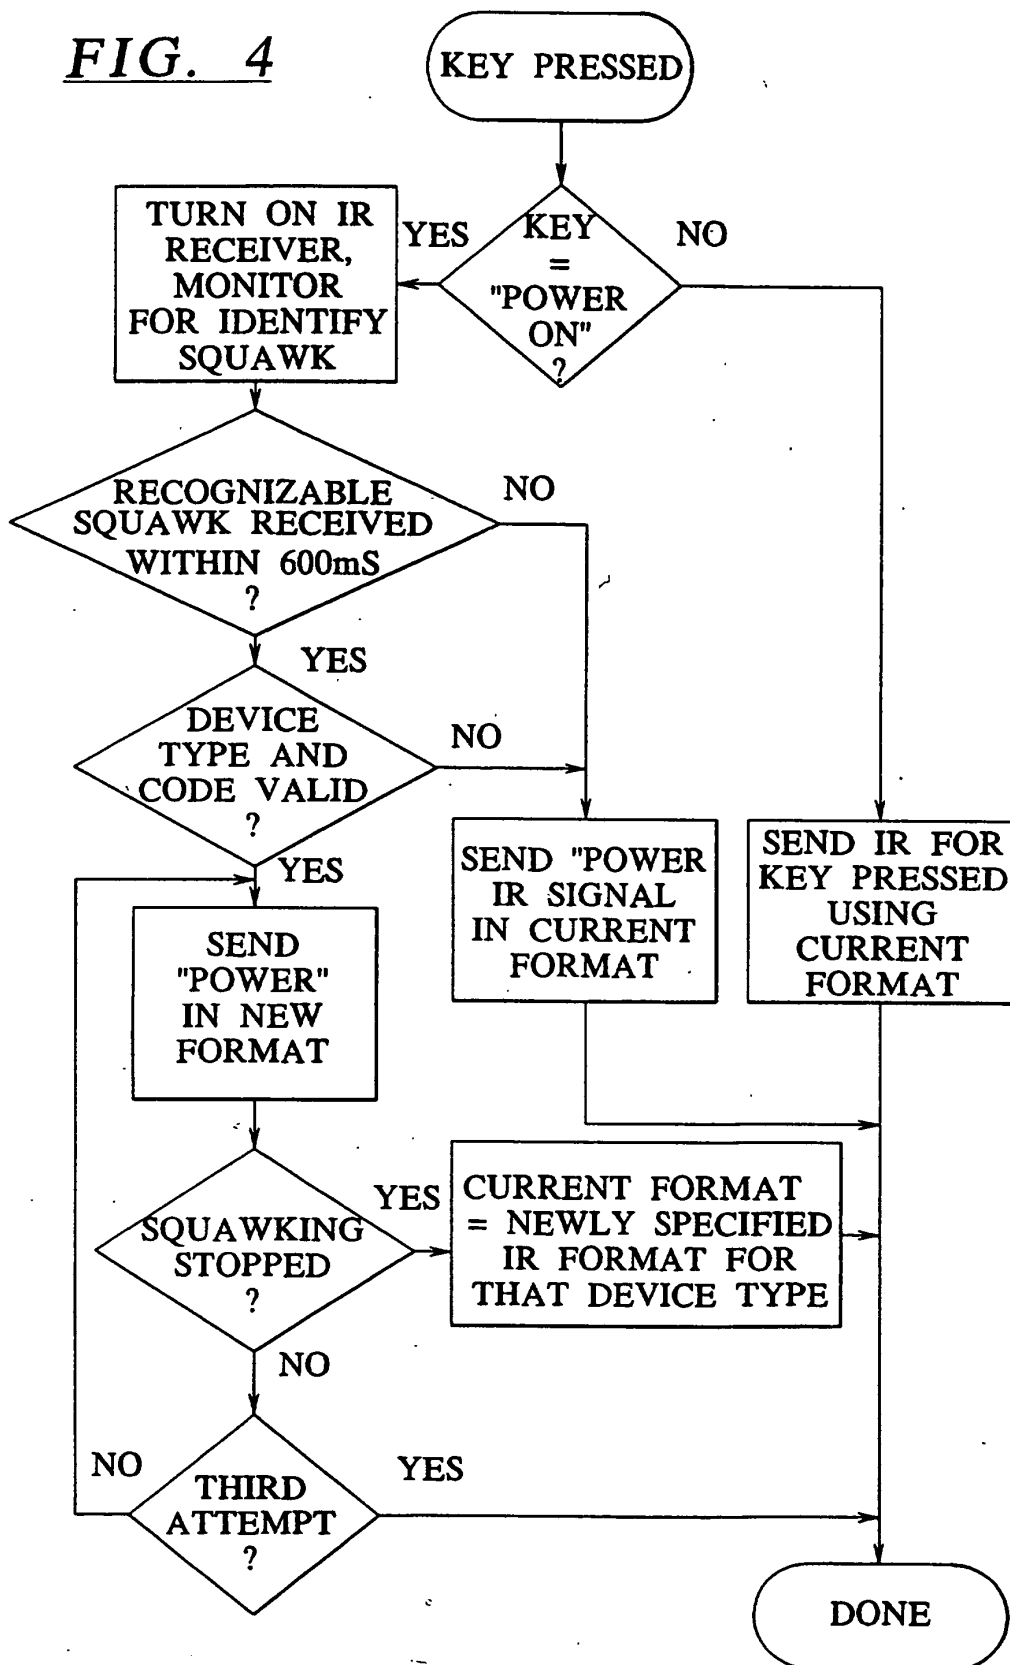 FIG. 4
KEY PRESSED
KEY
=
"POWER
ON"
?
YES
NO
TURN ON IR
RECEIVER,
MONITOR
FOR IDENTIFY
SQUAWK
RECOGNIZABLE
SQUAWK RECEIVED
WITHIN 600mS
?
NO
YES
DEVICE
TYPE AND
CODE VALID
?
NO
YES
SEND "POWER
IR SIGNAL
IN CURRENT
FORMAT
SEND IR FOR
KEY PRESSED
USING
CURRENT
FORMAT
SEND
"POWER"
IN NEW
FORMAT
SQUAWKING
STOPPED
?
YES
CURRENT FORMAT
= NEWLY SPECIFIED
IR FORMAT FOR
THAT DEVICE TYPE
NO
THIRD
ATTEMPT
?
NO
YES
DONE